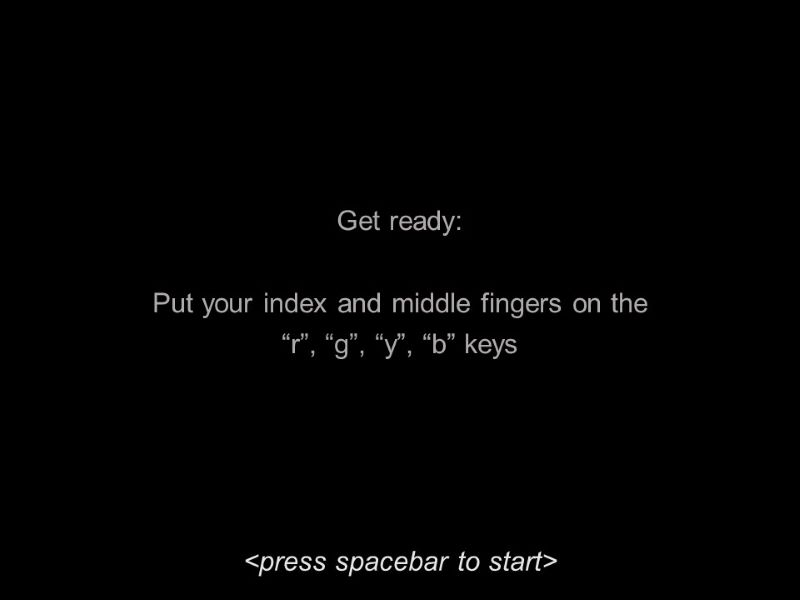 Get ready:
Put your index and middle fingers on the
“r”, “g”, “y”, “b” keys
<press spacebar to start>